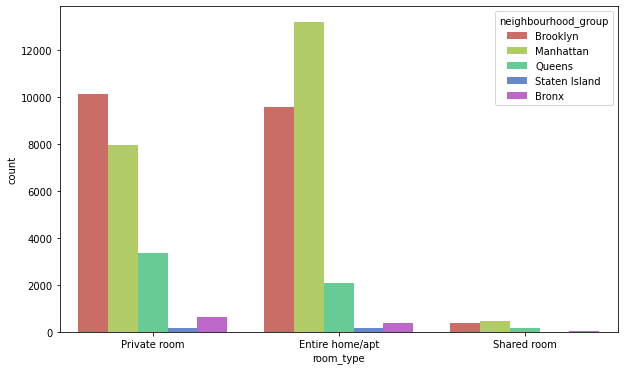 neighbourhood_group
Brooklyn
Manhattan
Queens
Staten Island
Bronx
12000
10000
8000
6000
4000
2000
0
count
Private room
Entire home/apt
Shared room
room_type